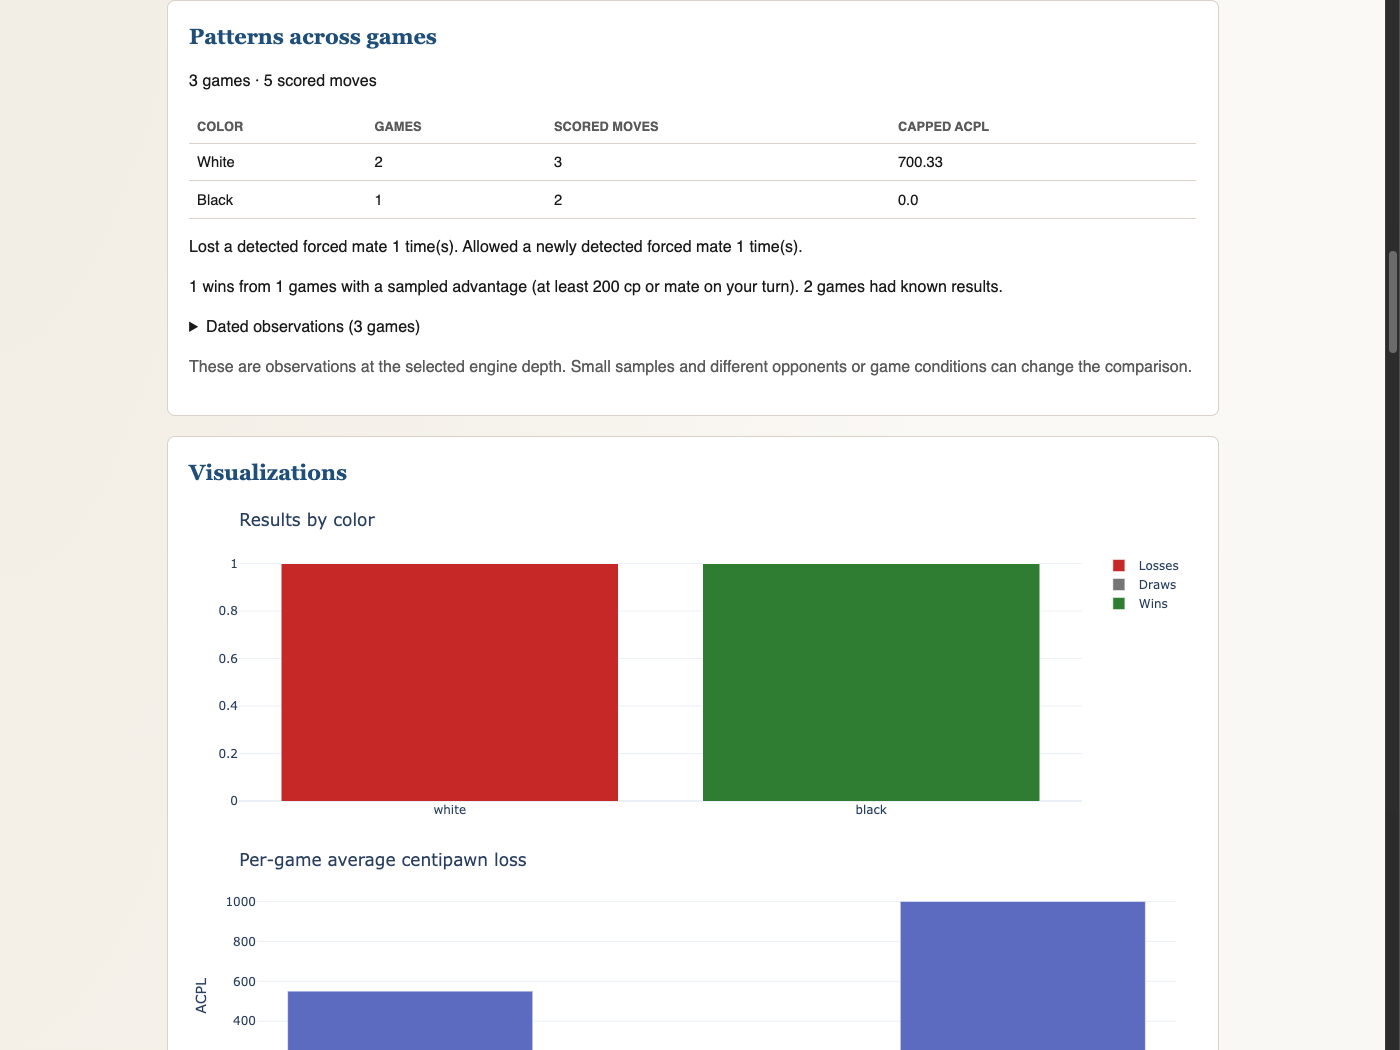 Patterns across games
3 games · 5 scored moves
COLOR GAMES SCORED MOVES CAPPED ACPL
White 2 3 700.33
Black 1 2 0.0
Lost a detected forced mate 1 time(s). Allowed a newly detected forced mate 1 time(s).
1 wins from 1 games with a sampled advantage (at least 200 cp or mate on your turn). 2 games had known results.
Dated observations (3 games)
These are observations at the selected engine depth. Small samples and different opponents or game conditions can change the comparison.
Visualizations
Results by color
1
0.8
0.6
0.4
0.2
0
white black
Losses
Draws
Wins
Per-game average centipawn loss
1000
800
600
400
ACPL